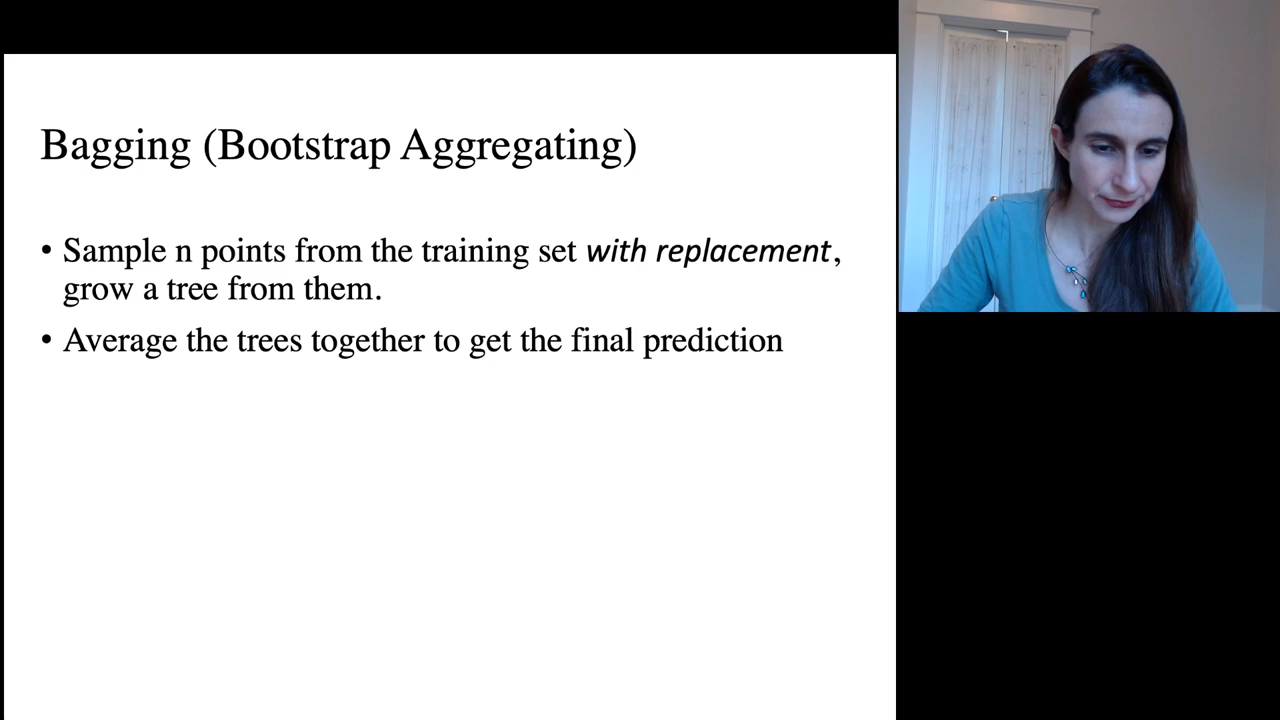 Bagging (Bootstrap Aggregating)
• Sample n points from the training set with replacement,
grow a tree from them.
• Average the trees together to get the final prediction